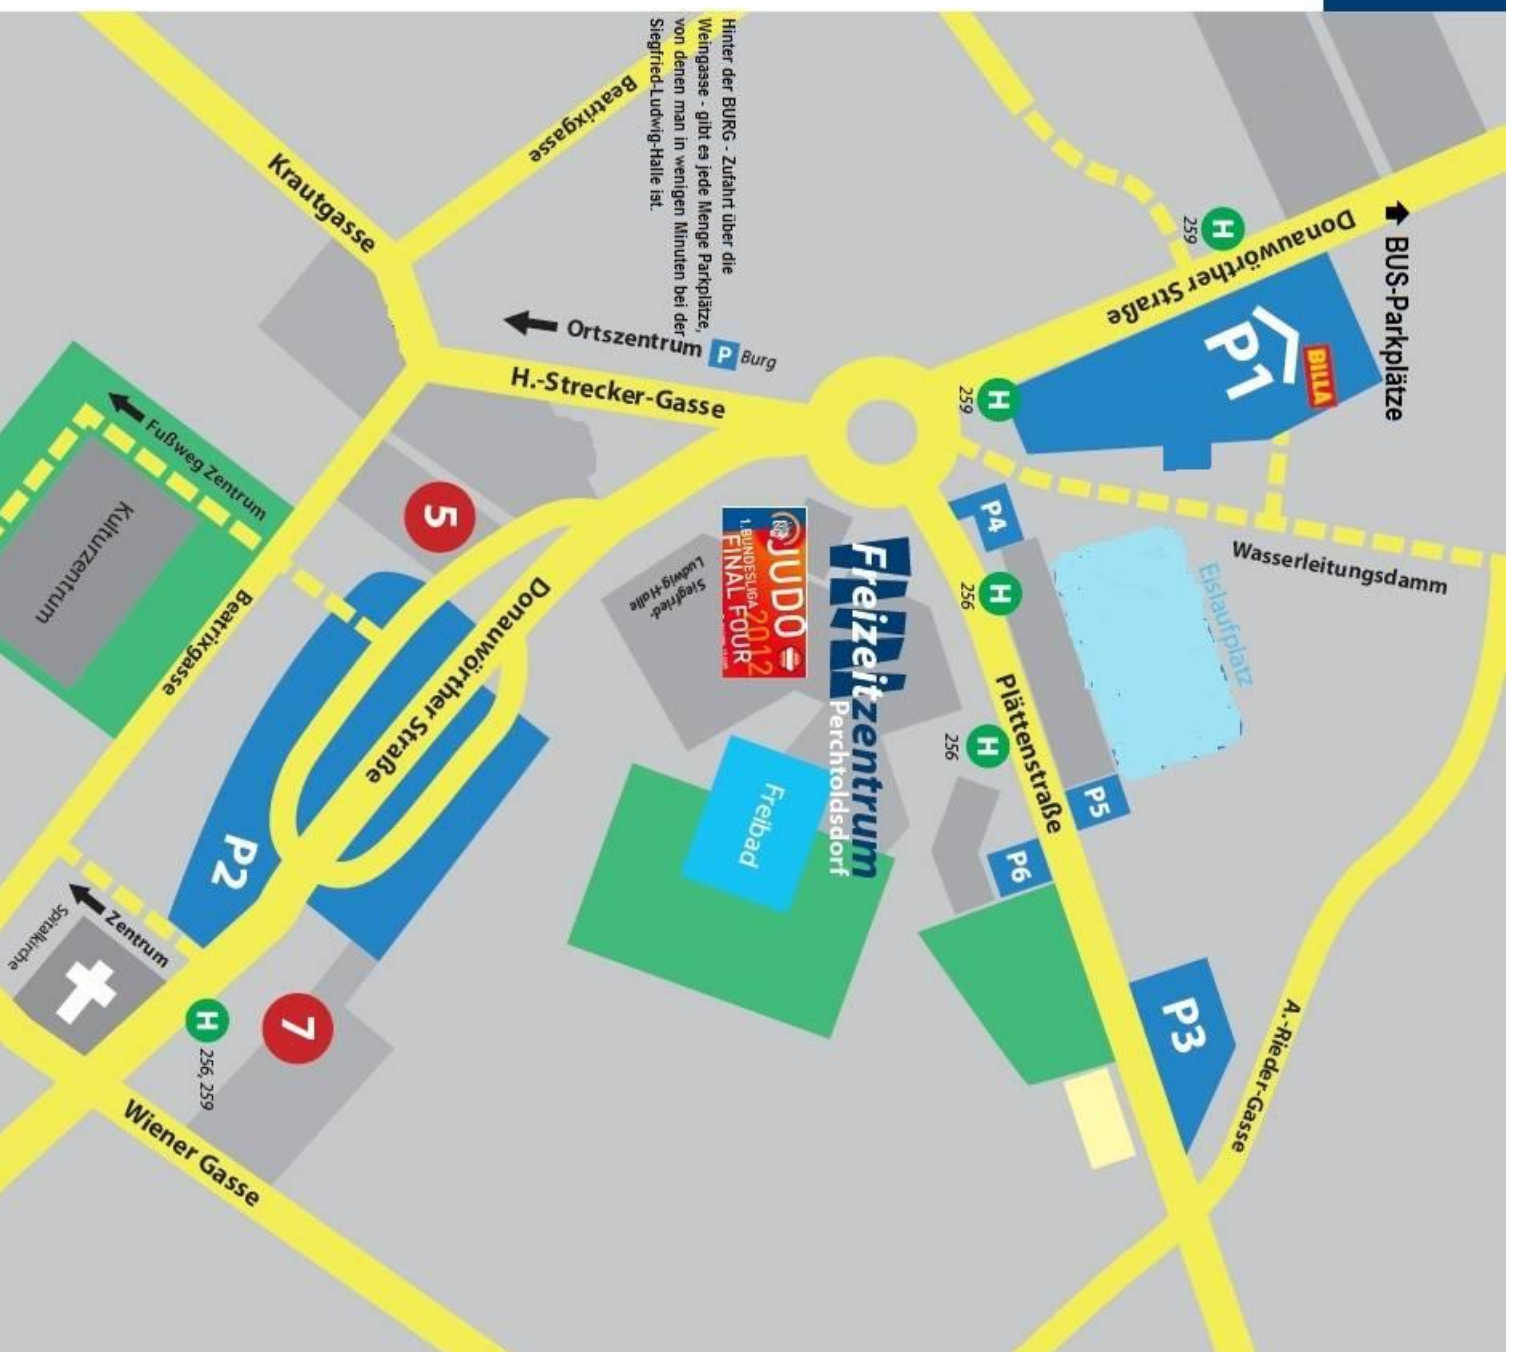 Hinter der BURG - Zufahrt über die
Weingasse - gibt es jede Menge Parkplätze,
von denen man in wenigen Minuten bei der
Siegfried-Ludwig-Halle ist.
BUS-Parkplätze
Donauwörther Straße
H
259
P1
BILLA
H
259
Beatrixgasse
Krautgasse
Ortszentrum P Burg
H.-Strecker-Gasse
Fußweg Zentrum
Kulturzentrum
5
P4
Wasserleitungsdamm
Eislaufplatz
H
256
JUDO
1.BUNDESLIGA 2012
FINAL FOUR
Siegfried-
Ludwig-Halle
Freizeitzentrum
Perchtoldsdorf
Donauwörther Straße
Beatrixgasse
Plättenstraße
H
256
Freibad
P5
P6
P2
Zentrum
Spitalkirche
H
256, 259
7
P3
A.-Rieder-Gasse
Wiener Gasse